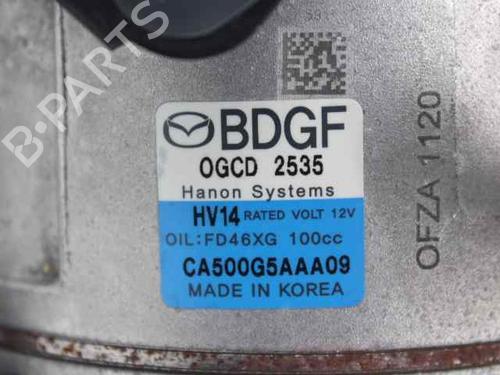 BDGF
OGCD 2535
Hanon Systems
HV14 RATED VOLT 12V
OIL:FD46XG 100cc
CA500G5AAA09
MADE IN KOREA
OFZA 1120
B-PARTS